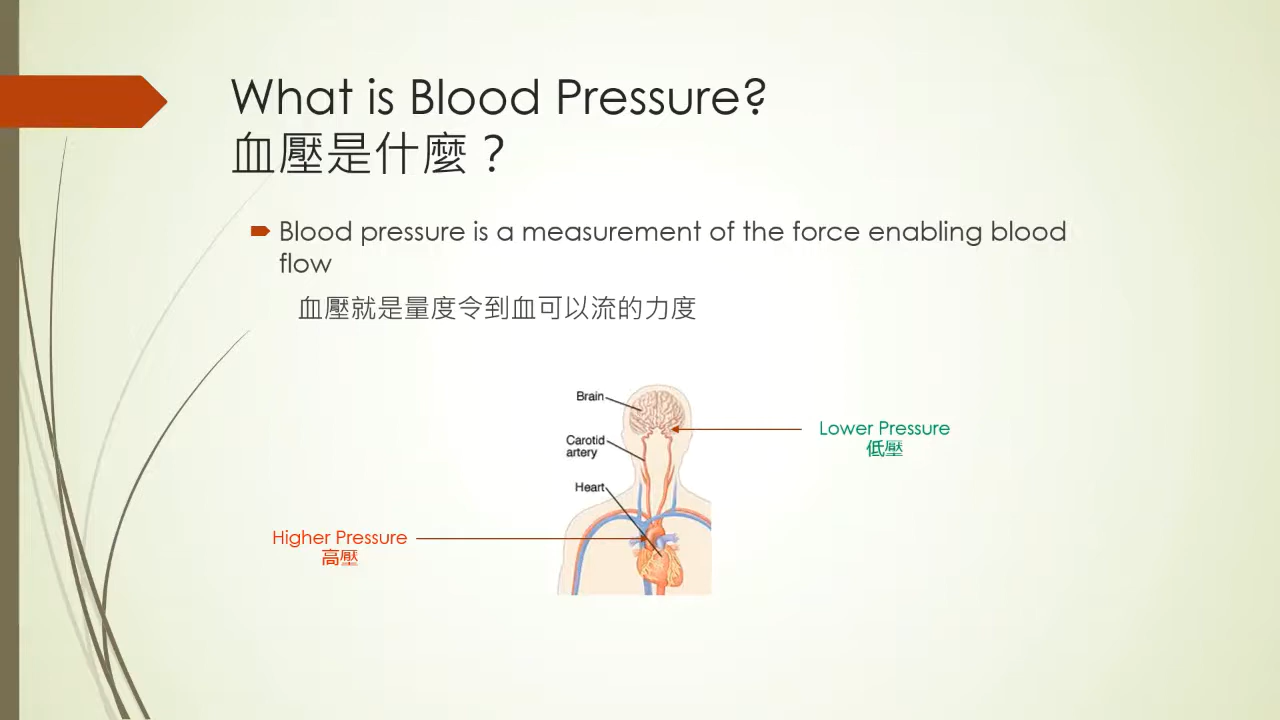 What is Blood Pressure?
血壓是什麼？
Blood pressure is a measurement of the force enabling blood
flow
血壓就是量度令到血可以流的力度
Brain
Carotid
artery
Heart
Lower Pressure
低壓
Higher Pressure
高壓